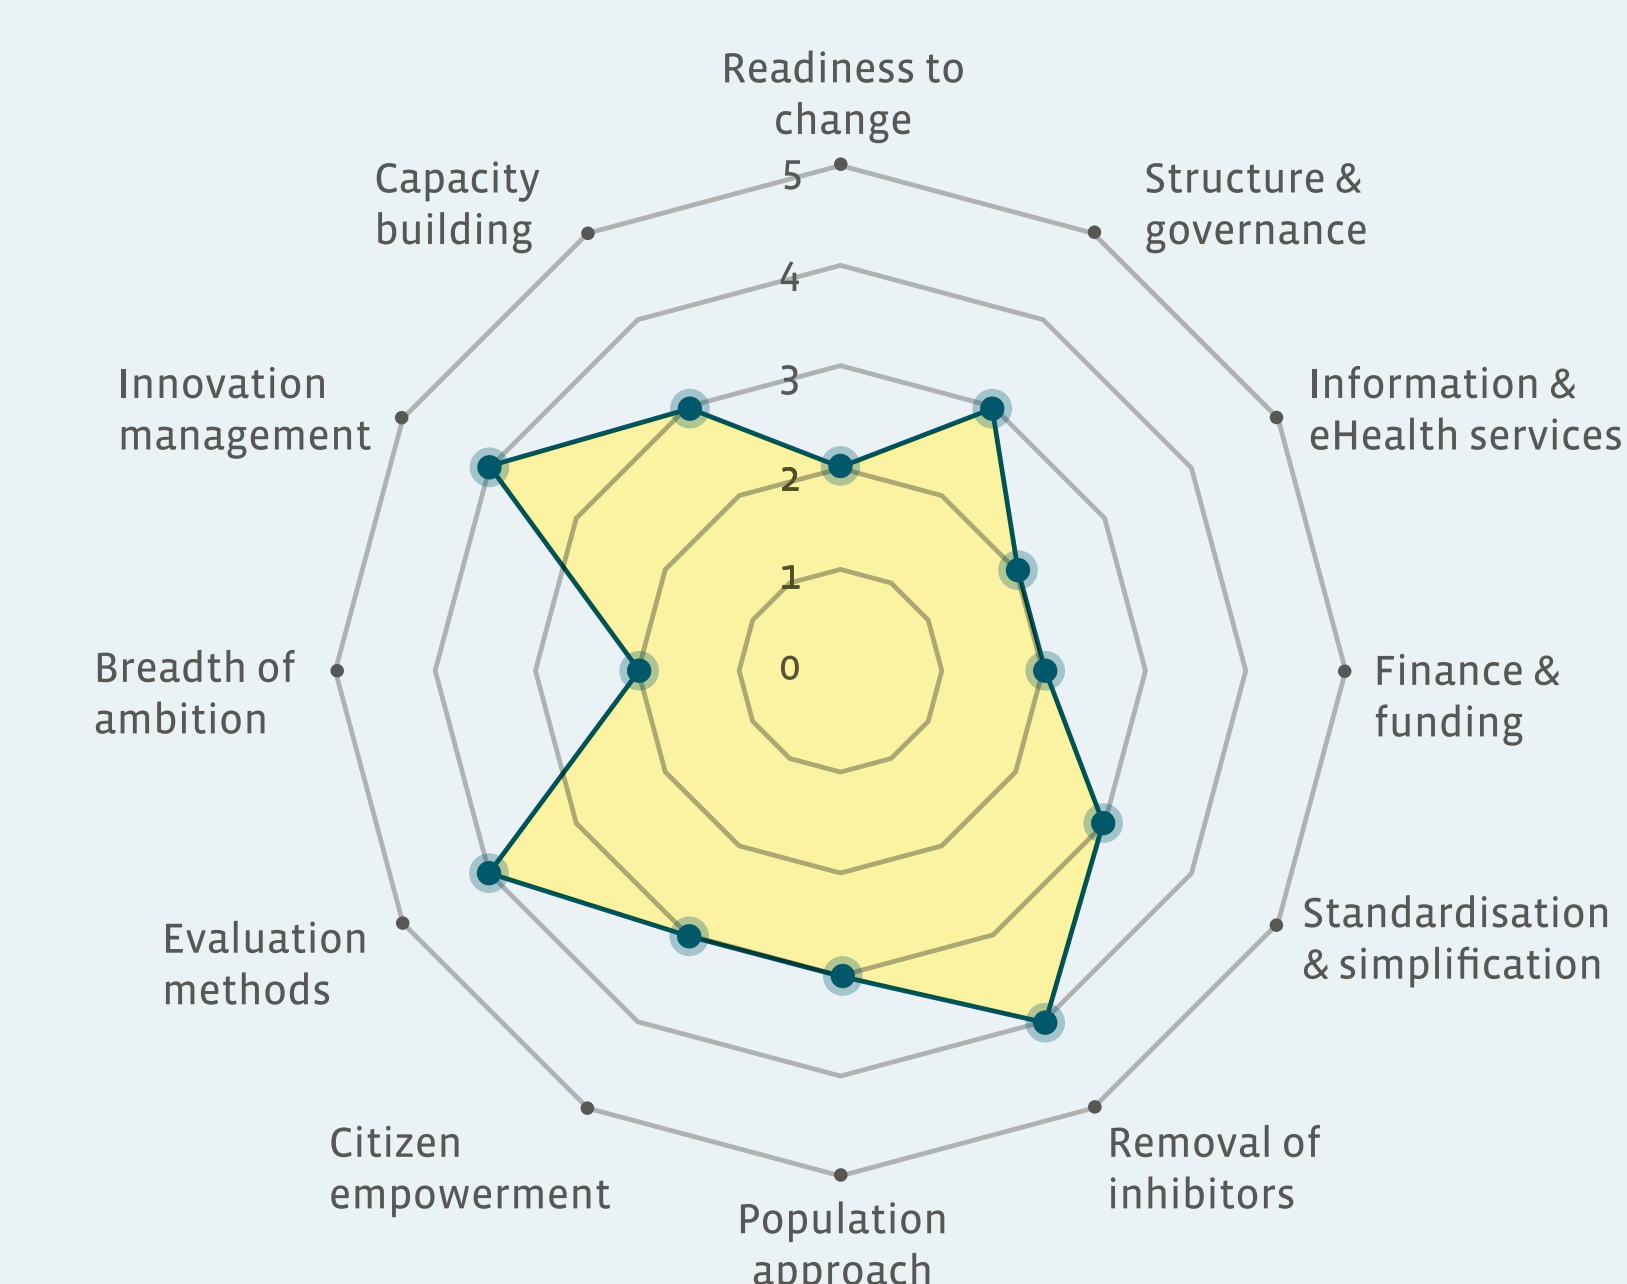 Readiness to
change
Structure &
governance
Information &
eHealth services
Finance &
funding
Standardisation
& simplification
Removal of
inhibitors
Population
approach
Citizen
empowerment
Evaluation
methods
Breadth of
ambition
Innovation
management
Capacity
building
5
4
3
2
1
0